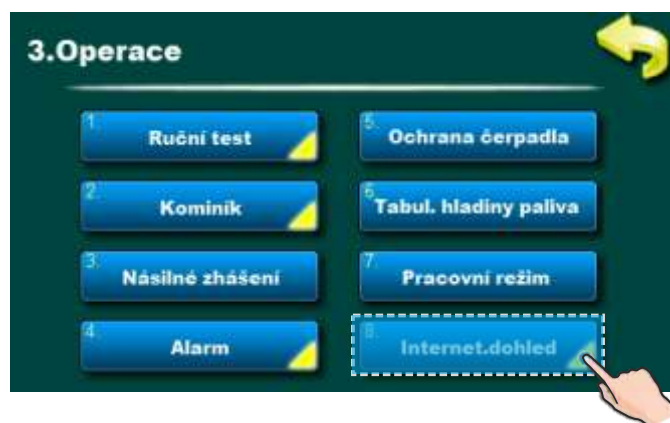 3.Operace
1. Ruční test
2. Kominík
3. Násilné zhášení
4. Alarm
5. Ochrana čerpadla
6. Tabul. hladiny paliva
7. Pracovní režim
8. Internet.dohled